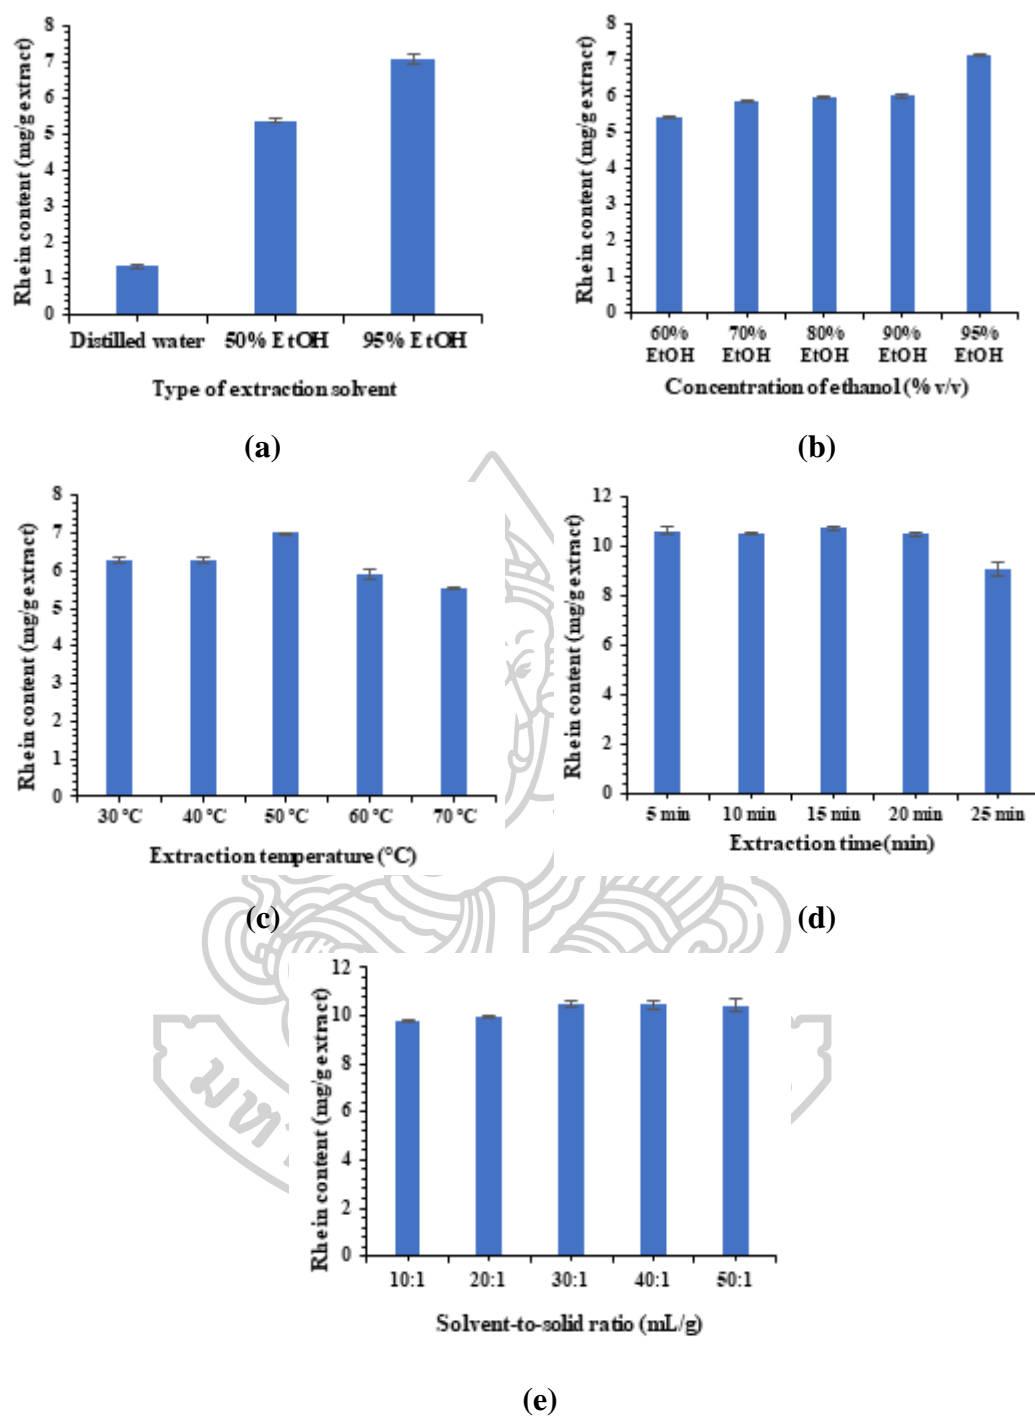 Rhein content (mg/g extract)
8
7
6
5
4
3
2
1
0
Distilled water 50% EtOH 95% EtOH
Type of extraction solvent
(a)
Rhein content (mg/g extract)
8
7
6
5
4
3
2
1
0
60% 70% 80% 90% 95%
EtOH EtOH EtOH EtOH EtOH
Concentration of ethanol (% v/v)
(b)
Rhein content (mg/g extract)
8
7
6
5
4
3
2
1
0
30 °C 40 °C 50 °C 60 °C 70 °C
Extraction temperature (°C)
(c)
Rhein content (mg/g extract)
12
10
8
6
4
2
0
5 min 10 min 15 min 20 min 25 min
Extraction time (min)
(d)
Rhein content (mg/g extract)
12
10
8
6
4
2
0
10:1 20:1 30:1 40:1 50:1
Solvent-to-solid ratio (mL/g)
(e)